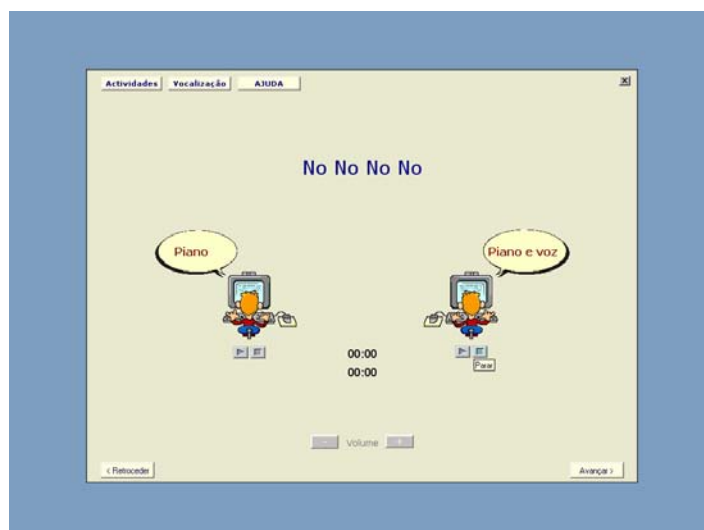 Actividades Vocalização AJUDA x
No No No No
Piano Piano e voz
00:00
Parar
00:00
- Volume +
< Retroceder Avançar >